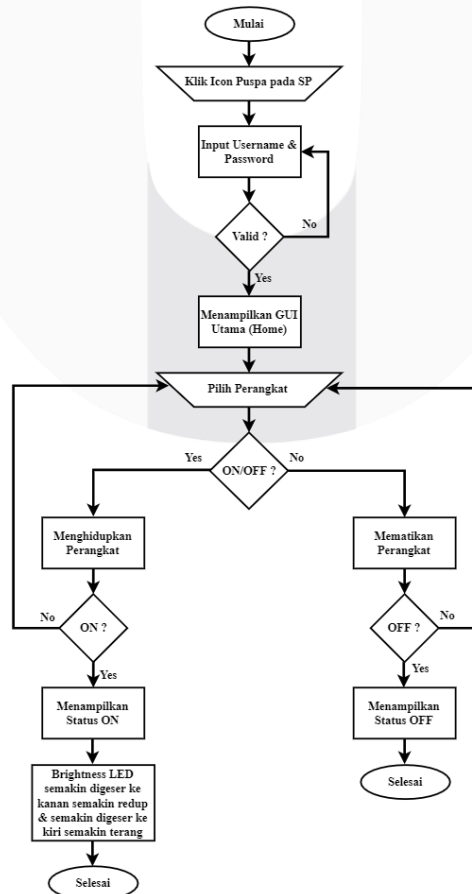 Mulai
Klik Icon Puspa pada SP
Input Username &
Password
Valid ?
No
Yes
Menampilkan GUI
Utama (Home)
Pilih Perangkat
Yes
ON/OFF ?
No
Menghidupkan
Perangkat
Mematikan
Perangkat
No
ON ?
OFF ?
No
Yes
Yes
Menampilkan
Status ON
Menampilkan
Status OFF
Brightness LED
semakin digeser ke
kanan semakin redup
& semakin digeser ke
kiri semakin terang
Selesai
Selesai